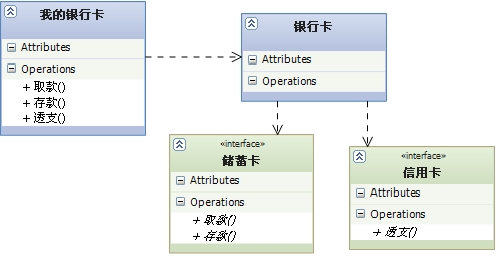 我的银行卡
Attributes
Operations
+ 取款()
+ 存款()
+ 透支()
银行卡
Attributes
Operations
«interface»
储蓄卡
Attributes
Operations
+ 取款()
+ 存款()
«interface»
信用卡
Attributes
Operations
+ 透支()